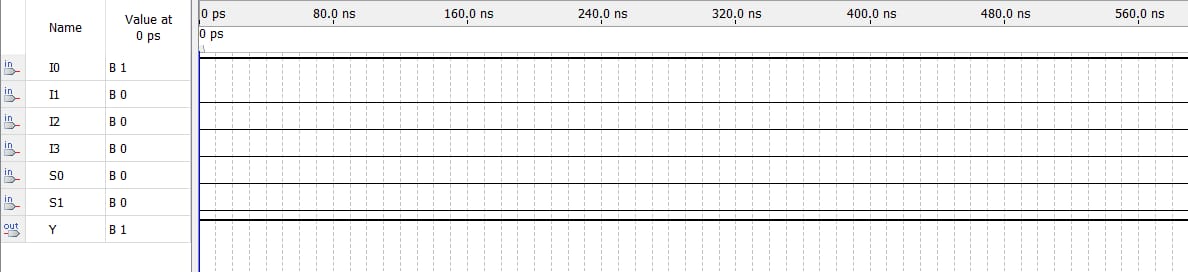 Name Value at 0 ps
0 ps 80.0 ns 160.0 ns 240.0 ns 320.0 ns 400.0 ns 480.0 ns 560.0 ns
0 ps
in I0 B 1
in I1 B 0
in I2 B 0
in I3 B 0
in S0 B 0
in S1 B 0
out Y B 1